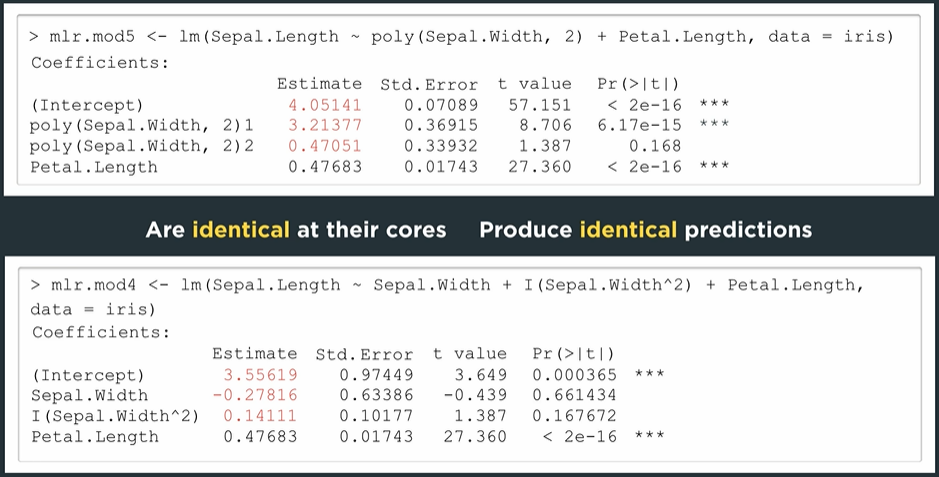 > mlr.mod5 <- lm(Sepal.Length ~ poly(Sepal.Width, 2) + Petal.Length, data = iris)
Coefficients:
Estimate Std.Error t value Pr(>|t|)
(Intercept) 4.05141 0.07089 57.151 < 2e-16 ***
poly(Sepal.Width, 2)1 3.21377 0.36915 8.706 6.17e-15 ***
poly(Sepal.Width, 2)2 0.47051 0.33932 1.387 0.168
Petal.Length 0.47683 0.01743 27.360 < 2e-16 ***
Are identical at their cores Produce identical predictions
> mlr.mod4 <- lm(Sepal.Length ~ Sepal.Width + I(Sepal.Width^2) + Petal.Length,
data = iris)
Coefficients:
Estimate Std.Error t value Pr(>|t|)
(Intercept) 3.55619 0.97449 3.649 0.000365 ***
Sepal.Width -0.27816 0.63386 -0.439 0.661434
I(Sepal.Width^2) 0.14111 0.10177 1.387 0.167672
Petal.Length 0.47683 0.01743 27.360 < 2e-16 ***